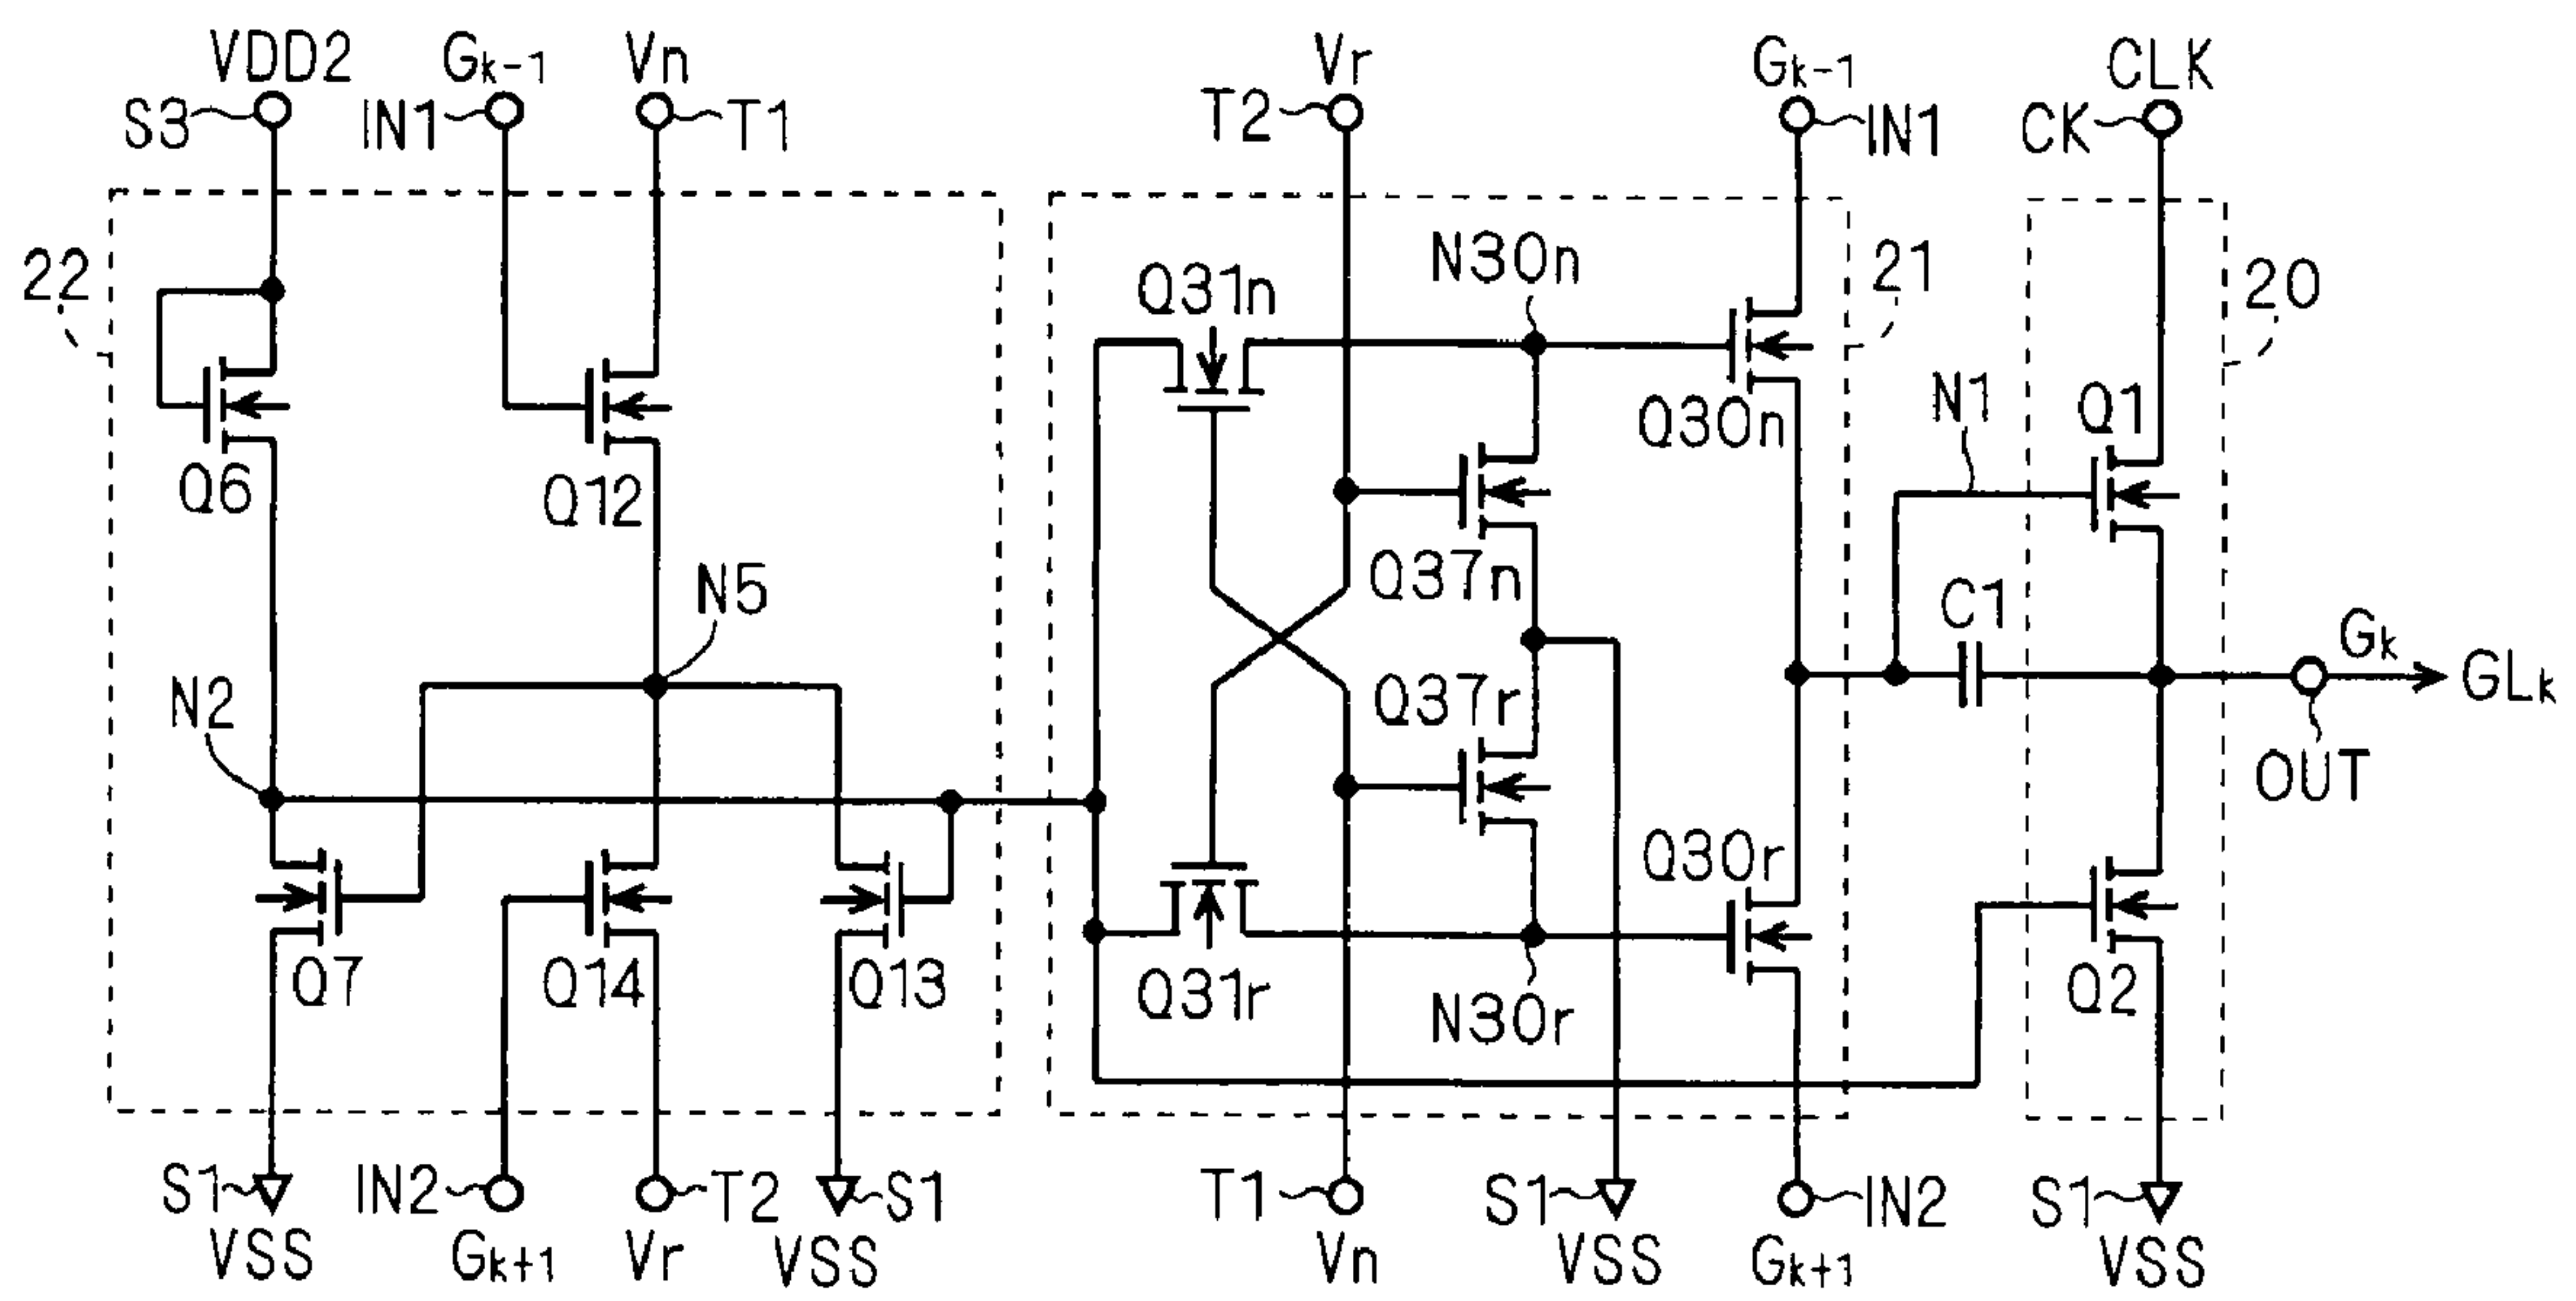 VDD2 Gk-1 Vn Vr Gk-1 CLK
S3 IN1 T1 T2 IN1 CK
22 Q31n N30n 21 20
Q6 Q12 Q37n Q30n N1 Q1
N5 C1
N2 Q37r Gk GLk
OUT
Q30r
Q7 Q14 Q13 Q31r N30r Q2
S1 IN2 T2 S1 T1 S1 IN2 S1
VSS Gk+1 Vr VSS Vn VSS Gk+1 VSS